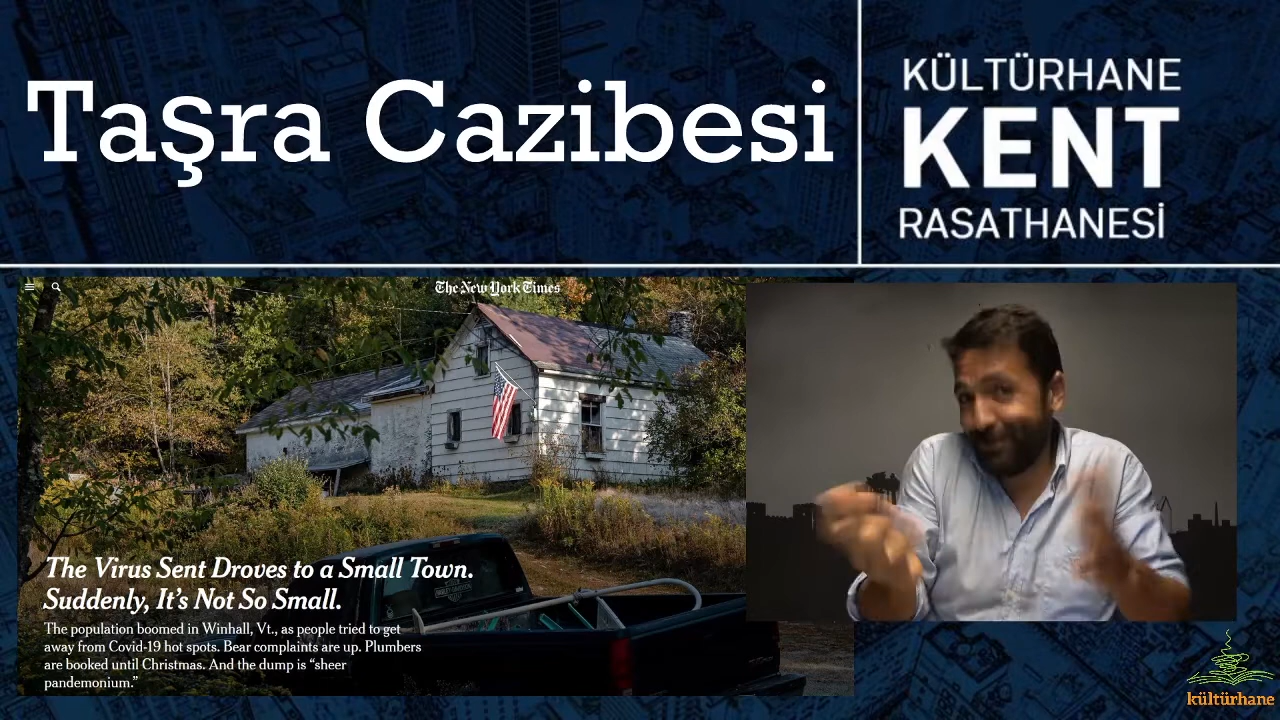 Taşra Cazibesi
KÜLTÜRHANE
KENT
RASATHANESİ
The New York Times
The Virus Sent Droves to a Small Town.
Suddenly, It's Not So Small.
The population boomed in Winhall, Vt., as people tried to get
away from Covid-19 hot spots. Bear complaints are up. Plumbers
are booked until Christmas. And the dump is “sheer
pandemonium.”
kültürhane